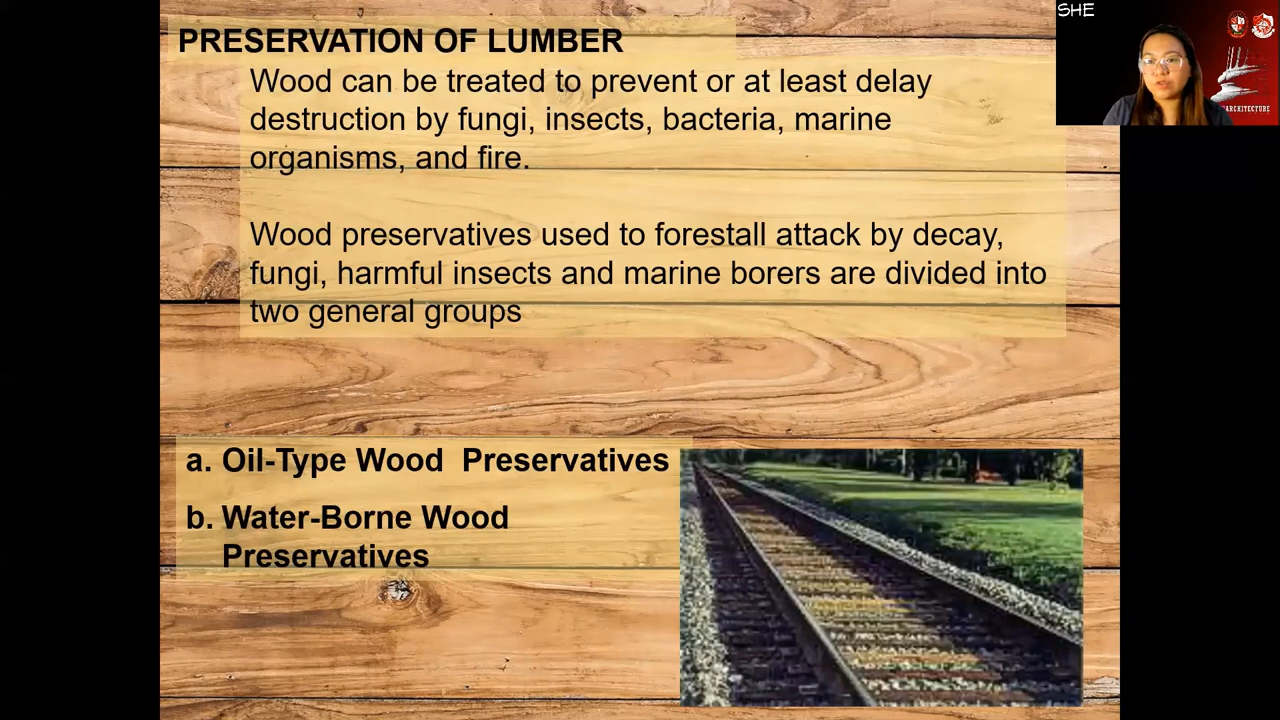 PRESERVATION OF LUMBER
Wood can be treated to prevent or at least delay
destruction by fungi, insects, bacteria, marine
organisms, and fire.
Wood preservatives used to forestall attack by decay,
fungi, harmful insects and marine borers are divided into
two general groups
a. Oil-Type Wood  Preservatives
b. Water-Borne Wood
Preservatives
SHE
ARCHITECTURE